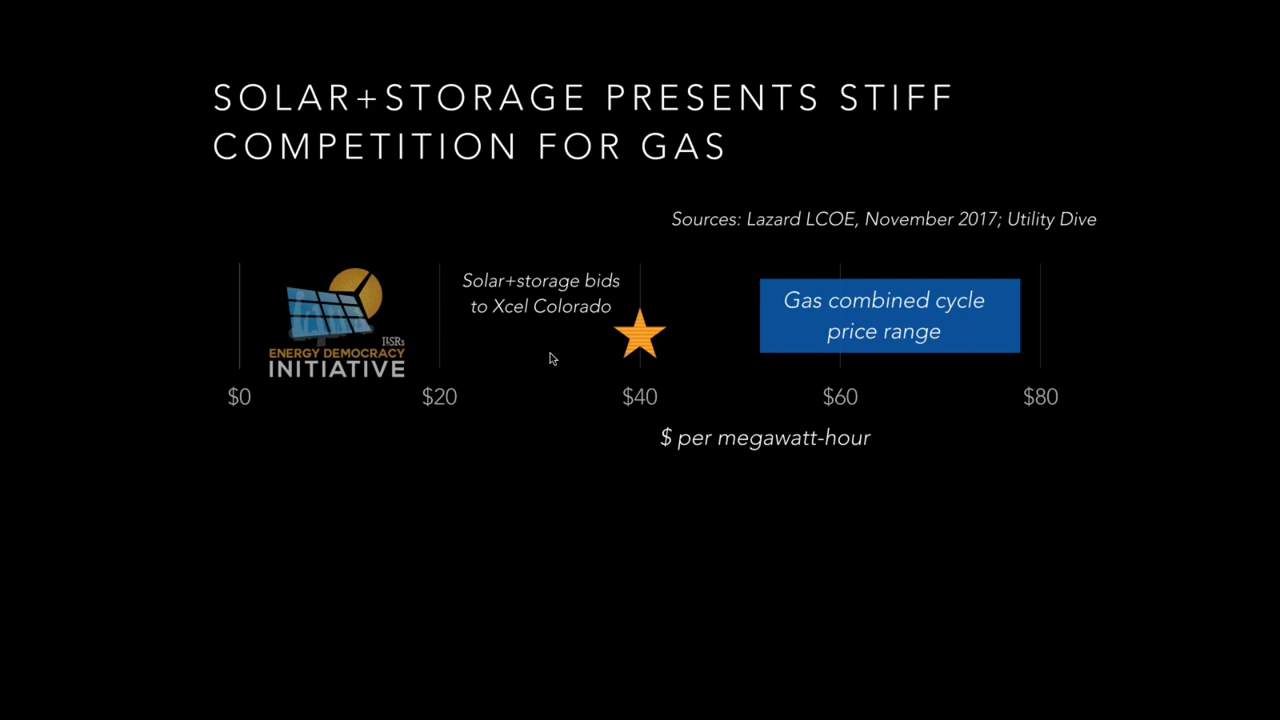 SOLAR+STORAGE PRESENTS STIFF
COMPETITION FOR GAS
Sources: Lazard LCOE, November 2017; Utility Dive
Solar+storage bids
to Xcel Colorado
Gas combined cycle
price range
ILSR's
ENERGY DEMOCRACY
INITIATIVE
$0
$20
$40
$60
$80
$ per megawatt-hour